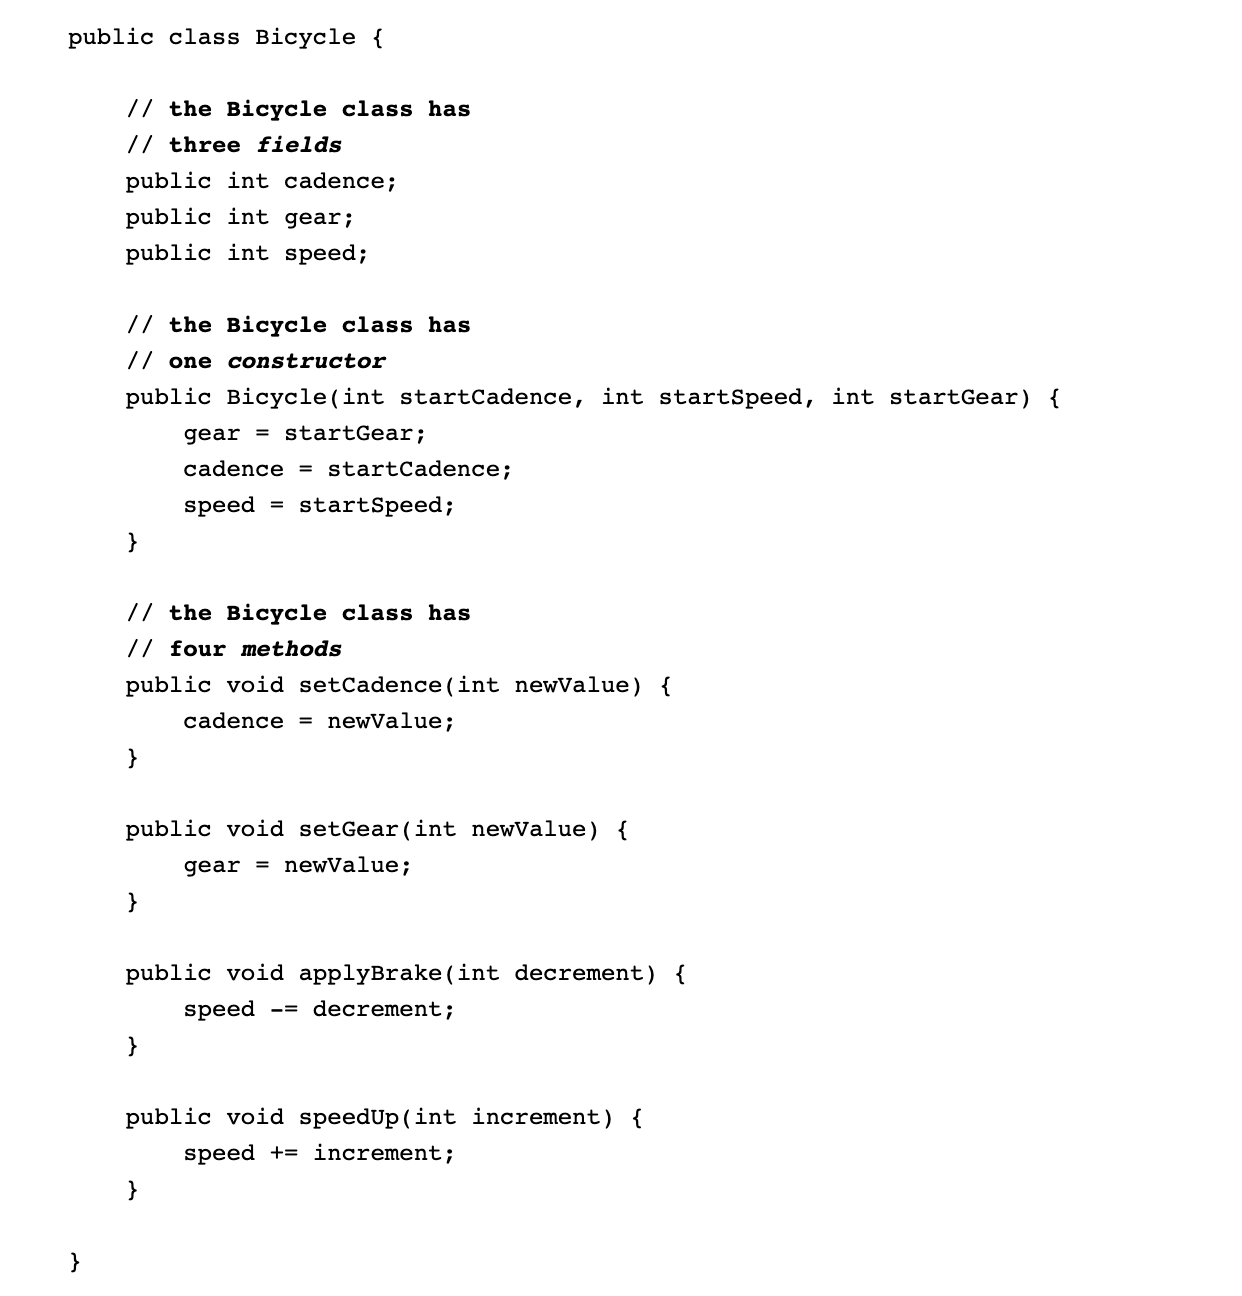 public class Bicycle {
// the Bicycle class has
// three fields
public int cadence;
public int gear;
public int speed;
// the Bicycle class has
// one constructor
public Bicycle(int startCadence, int startSpeed, int startGear) {
gear = startGear;
cadence = startCadence;
speed = startSpeed;
}
// the Bicycle class has
// four methods
public void setCadence(int newValue) {
cadence = newValue;
}
public void setGear(int newValue) {
gear = newValue;
}
public void applyBrake(int decrement) {
speed -= decrement;
}
public void speedUp(int increment) {
speed += increment;
}
}